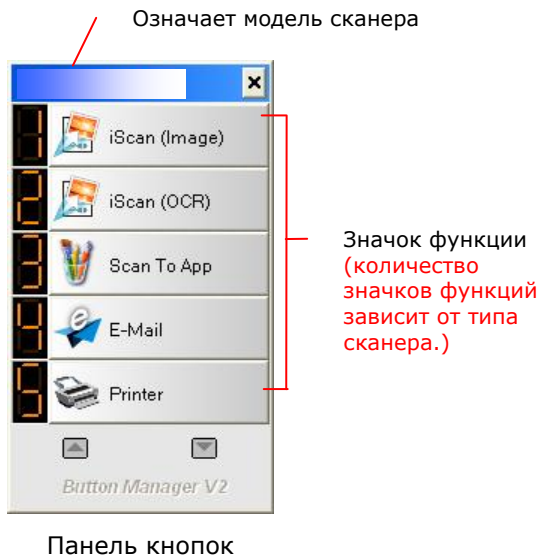 Означает модель сканера
1 iScan (Image)
2 iScan (OCR)
3 Scan To App
4 E-Mail
5 Printer
Значок функции
(количество
значков функций
зависит от типа
сканера.)
Button Manager V2
Панель кнопок